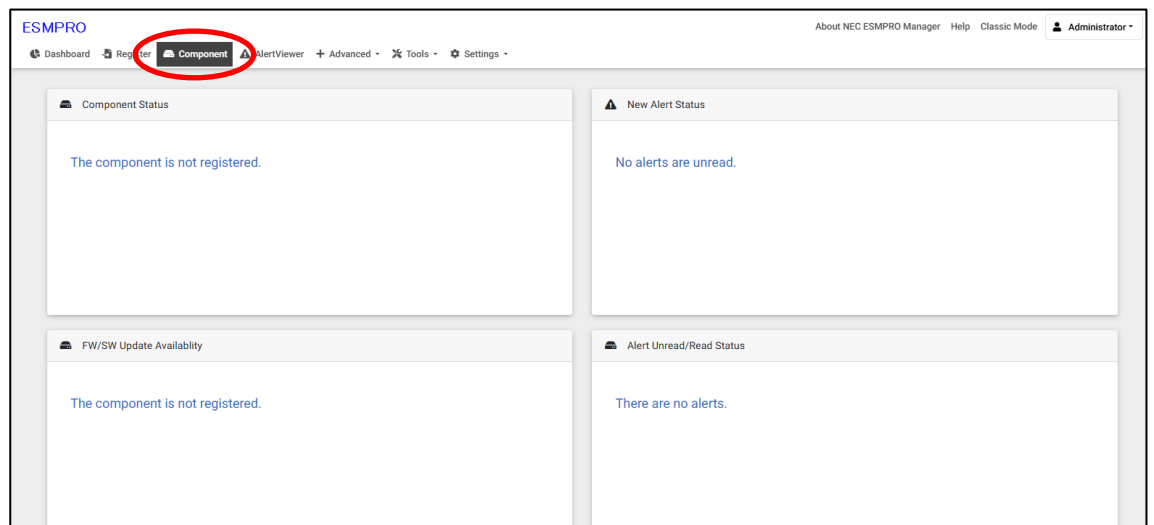 ESMPRO
About NEC ESMPRO Manager Help Classic Mode Administrator
Dashboard Register Component AlertViewer Advanced Tools Settings
Component Status
The component is not registered.
New Alert Status
No alerts are unread.
FW/SW Update Availablity
The component is not registered.
Alert Unread/Read Status
There are no alerts.